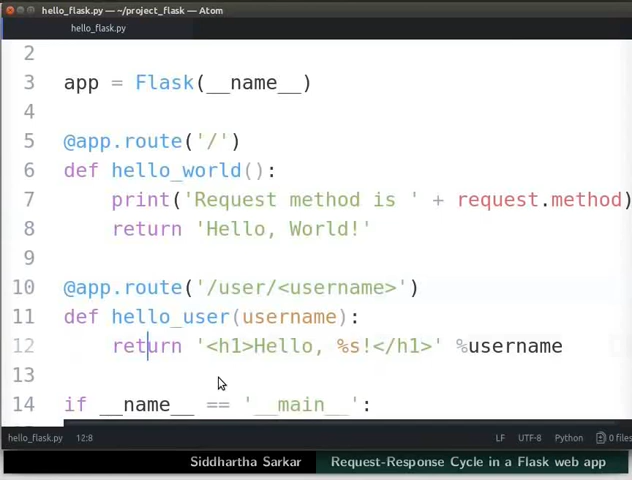 hello_flask.py — ~/project_flask — Atom
hello_flask.py
2
3 app = Flask(__name__)
4
5 @app.route('/')
6 def hello_world():
7 print('Request method is ' + request.method)
8 return 'Hello, World!'
9
10 @app.route('/user/<username>')
11 def hello_user(username):
12 return '<h1>Hello, %s!</h1>' %username
13
14 if __name__ == '__main__':
hello_flask.py 12:8 LF UTF-8 Python 0 files
Siddhartha Sarkar Request-Response Cycle in a Flask web app